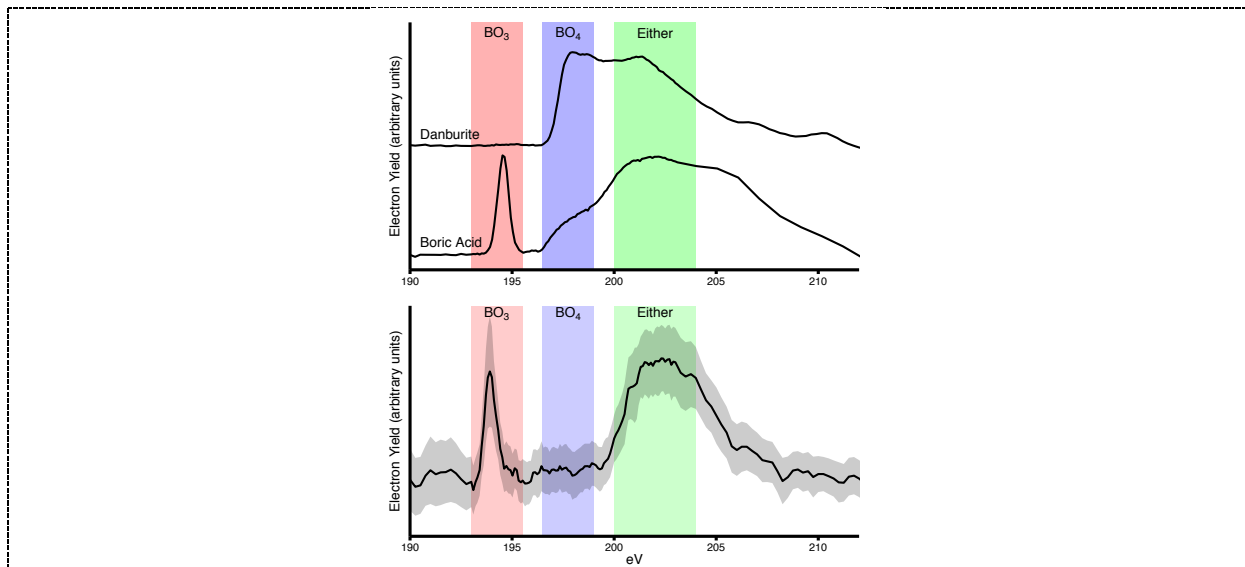 BO₃ BO₄ Either
Electron Yield (arbitrary units)
Danburite
Boric Acid
190 195 200 205 210
BO₃ BO₄ Either
Electron Yield (arbitrary units)
190 195 200 205 210
eV